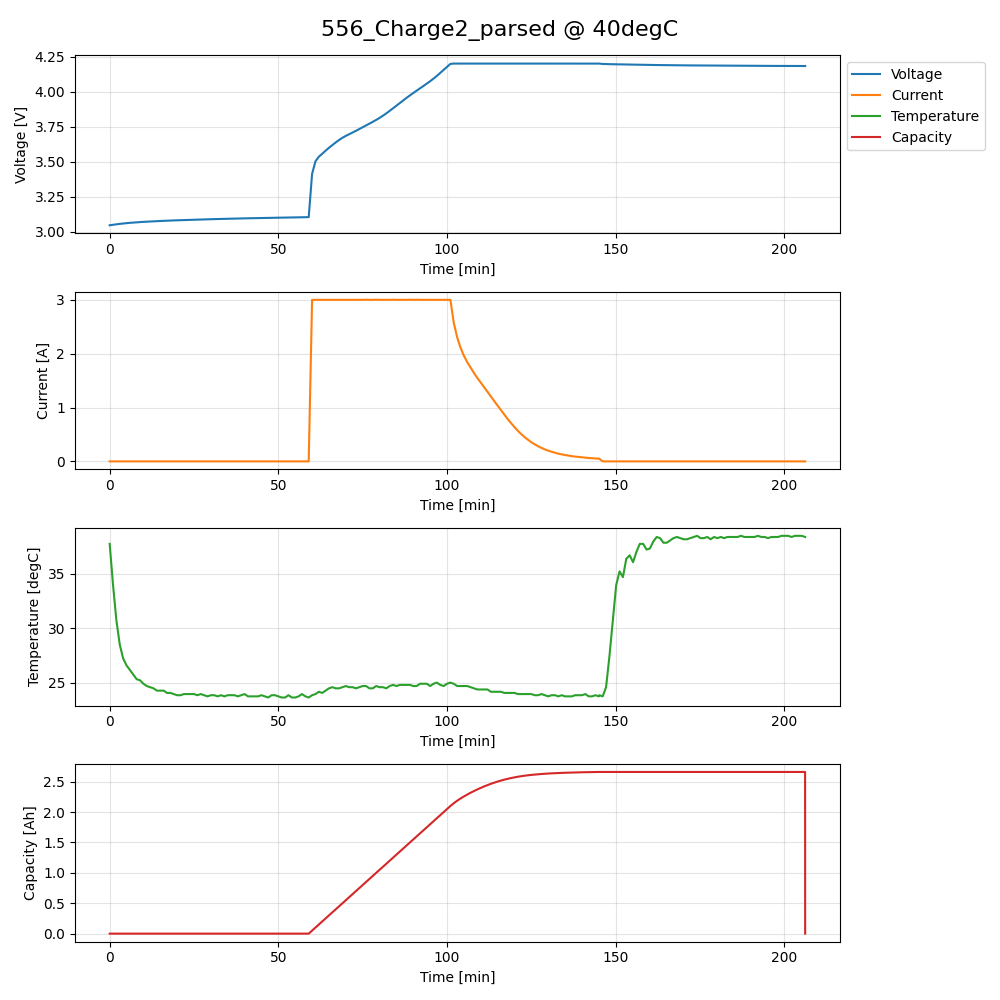 556_Charge2_parsed @ 40degC
Voltage [V]
4.25
4.00
3.75
3.50
3.25
3.00
0 50 100 150 200
Time [min]
Voltage
Current
Temperature
Capacity
Current [A]
3
2
1
0
0 50 100 150 200
Time [min]
Temperature [degC]
35
30
25
0 50 100 150 200
Time [min]
Capacity [Ah]
2.5
2.0
1.5
1.0
0.5
0.0
0 50 100 150 200
Time [min]